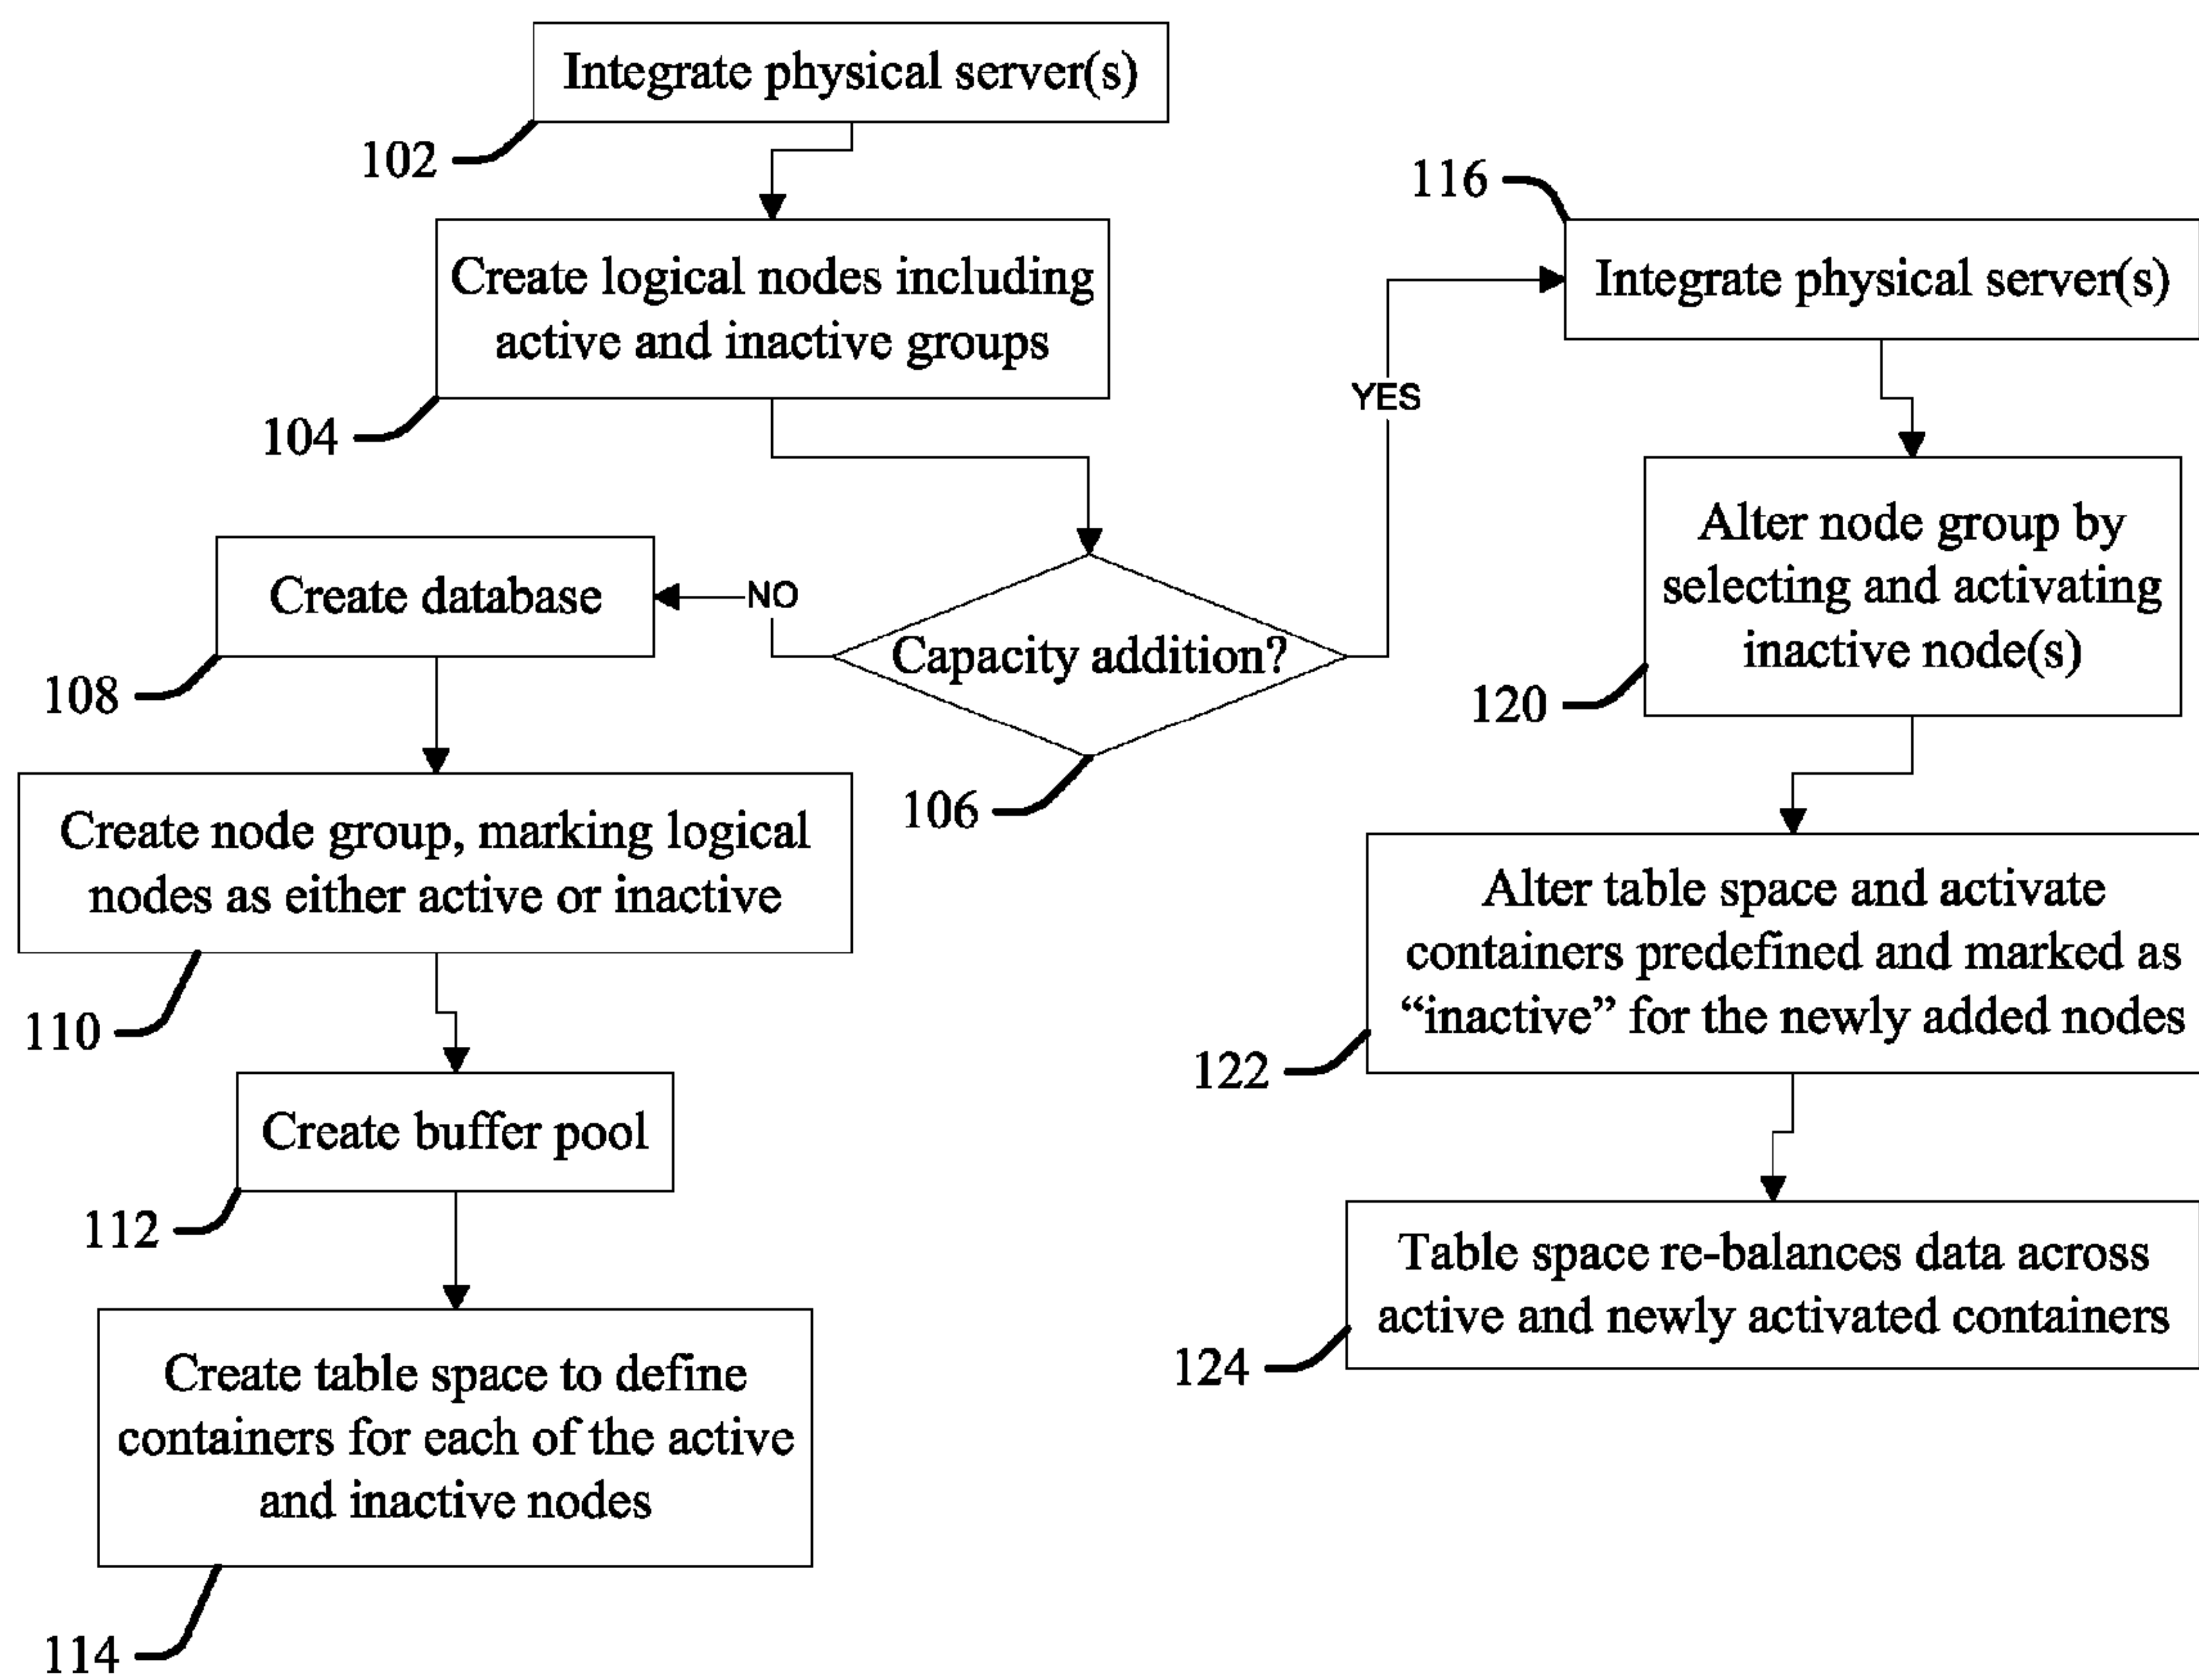 Integrate physical server(s)
102
Create logical nodes including
active and inactive groups
104
Capacity addition?
106
NO
YES
Create database
108
Create node group, marking logical
nodes as either active or inactive
110
Create buffer pool
112
Create table space to define
containers for each of the active
and inactive nodes
114
116
Integrate physical server(s)
Alter node group by
selecting and activating
inactive node(s)
120
Alter table space and activate
containers predefined and marked as
“inactive” for the newly added nodes
122
Table space re-balances data across
active and newly activated containers
124